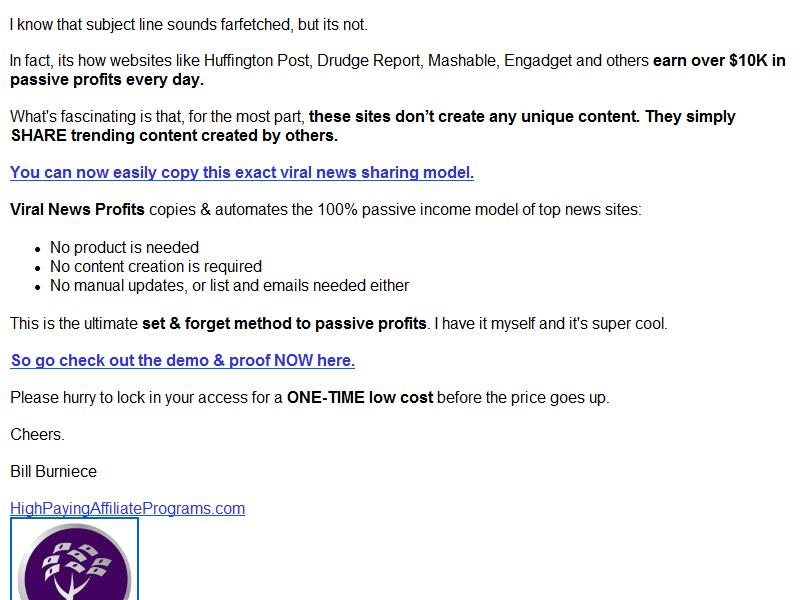 I know that subject line sounds farfetched, but its not.
In fact, its how websites like Huffington Post, Drudge Report, Mashable, Engadget and others earn over $10K in
passive profits every day.
What's fascinating is that, for the most part, these sites don’t create any unique content. They simply
SHARE trending content created by others.
You can now easily copy this exact viral news sharing model.
Viral News Profits copies & automates the 100% passive income model of top news sites:
No product is needed
No content creation is required
No manual updates, or list and emails needed either
This is the ultimate set & forget method to passive profits. I have it myself and it's super cool.
So go check out the demo & proof NOW here.
Please hurry to lock in your access for a ONE-TIME low cost before the price goes up.
Cheers.
Bill Burniece
HighPayingAffiliatePrograms.com